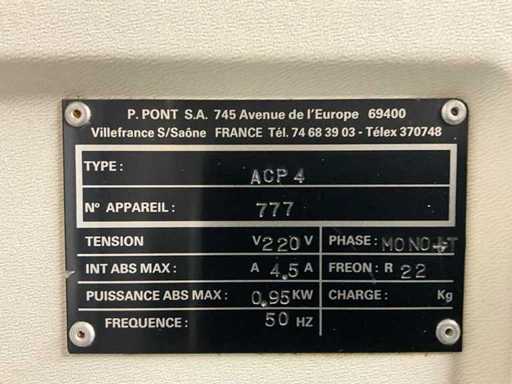 P. PONT S.A. 745 Avenue de l'Europe 69400
Villefranche S/Saône FRANCE Tél. 74 68 39 03 - Télex 370748
TYPE : ACP 4
N° APPAREIL : 777
TENSION V 220 V PHASE : MONO+T
INT ABS MAX : A 4,5 A FREON : R 22
PUISSANCE ABS MAX : 0,95 KW CHARGE : Kg
FREQUENCE : 50 HZ